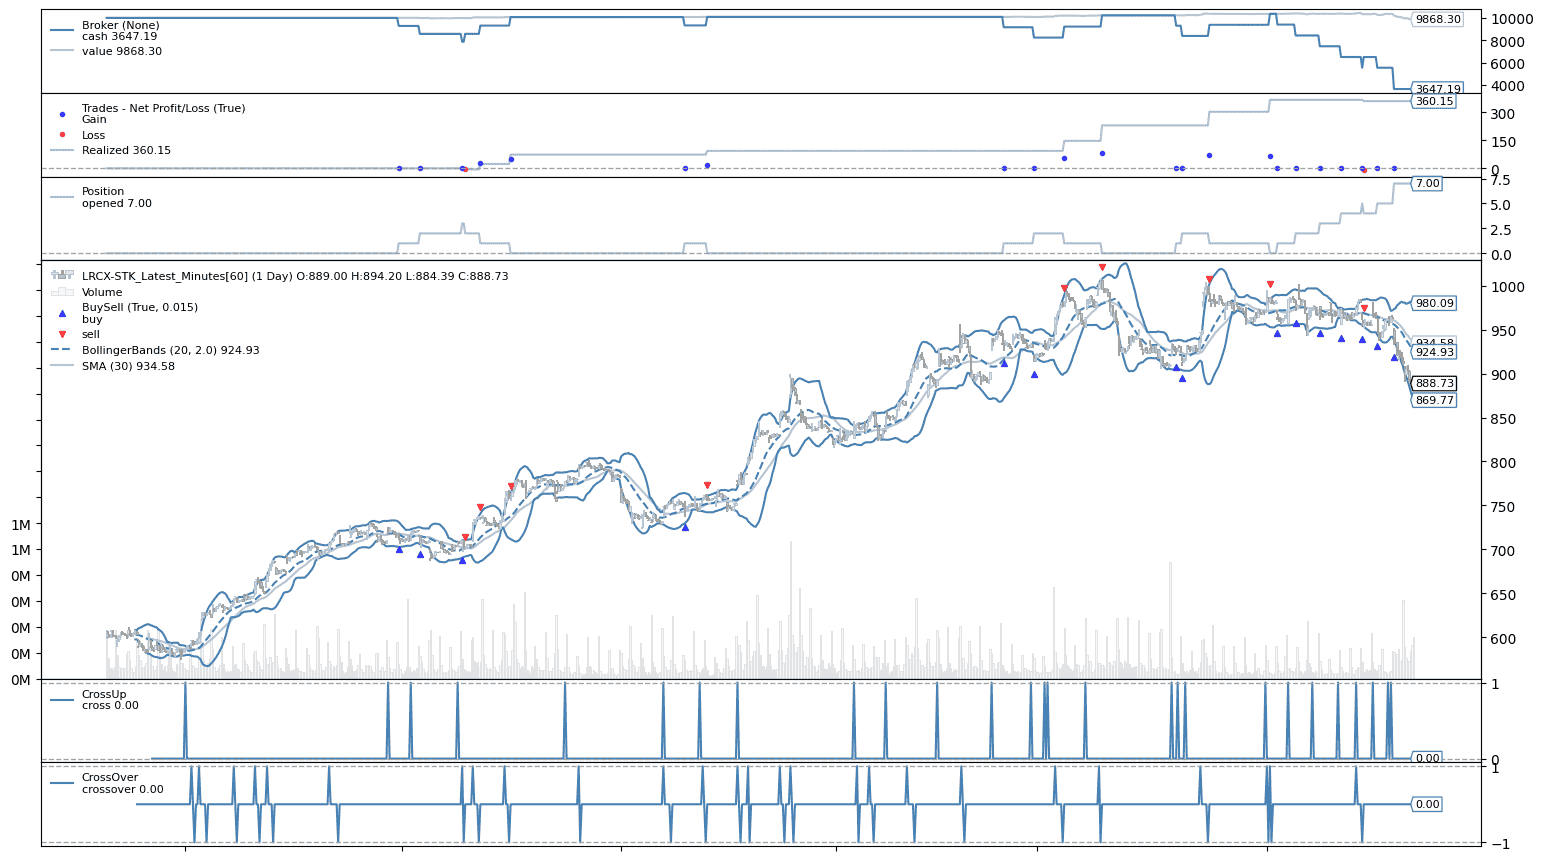 Broker (None)
cash 3647.19
value 9868.30
9868.30
3647.19
10000
8000
6000
4000
Trades - Net Profit/Loss (True)
Gain
Loss
Realized 360.15
360.15
300
150
0
Position
opened 7.00
7.00
7.5
5.0
2.5
0.0
LRCX-STK_Latest_Minutes[60] (1 Day) O:889.00 H:894.20 L:884.39 C:888.73
Volume
BuySell (True, 0.015)
buy
sell
BollingerBands (20, 2.0) 924.93
SMA (30) 934.58
980.09
934.58
924.93
888.73
869.77
1000
950
900
850
800
750
700
650
600
1M
1M
0M
0M
0M
0M
0M
CrossUp
cross 0.00
0.00
1
0
CrossOver
crossover 0.00
0.00
1
−1